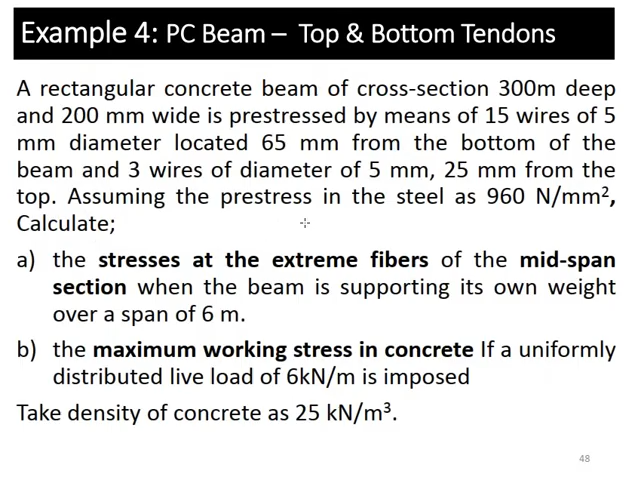 Example 4: PC Beam – Top & Bottom Tendons
A rectangular concrete beam of cross-section 300m deep
and 200 mm wide is prestressed by means of 15 wires of 5
mm diameter located 65 mm from the bottom of the
beam and 3 wires of diameter of 5 mm, 25 mm from the
top. Assuming the prestress in the steel as 960 N/mm²,
Calculate;
a) the stresses at the extreme fibers of the mid-span
section when the beam is supporting its own weight
over a span of 6 m.
b) the maximum working stress in concrete If a uniformly
distributed live load of 6kN/m is imposed
Take density of concrete as 25 kN/m³.
48